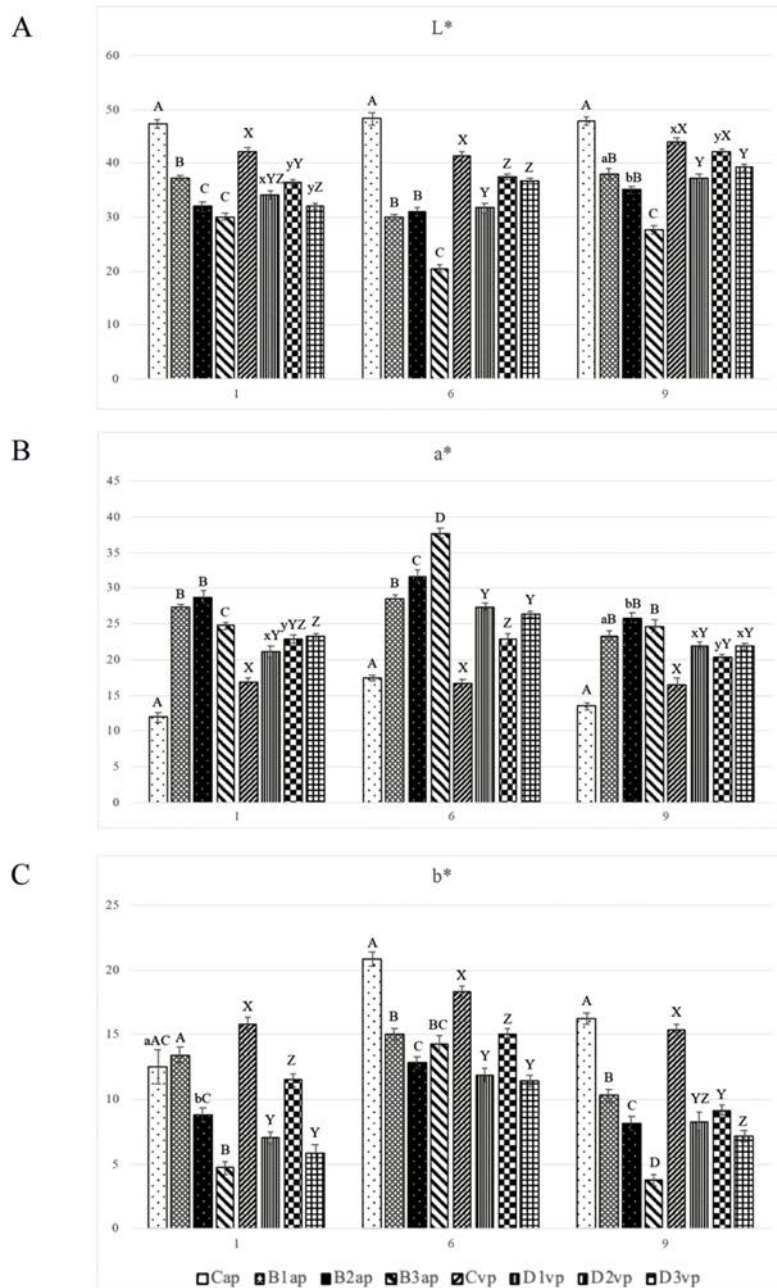 A
L*
60
50
40
30
20
10
0
A B C C X xYZ yY yZ
A B B C X Y Z Z
A aB bB C xX Y yX Y
1 6 9
B
a*
45
40
35
30
25
20
15
10
5
0
A B B C X xY yYZ Z
A B C D X Y Z Y
A aB bB B X xY yY xY
1 6 9
C
b*
25
20
15
10
5
0
aAC A bC B X Y Z Y
A B C BC X Y Z Y
A B C D X YZ Y Z
1 6 9
Cap B1ap B2ap B3ap Cvp D1vp D2vp D3vp